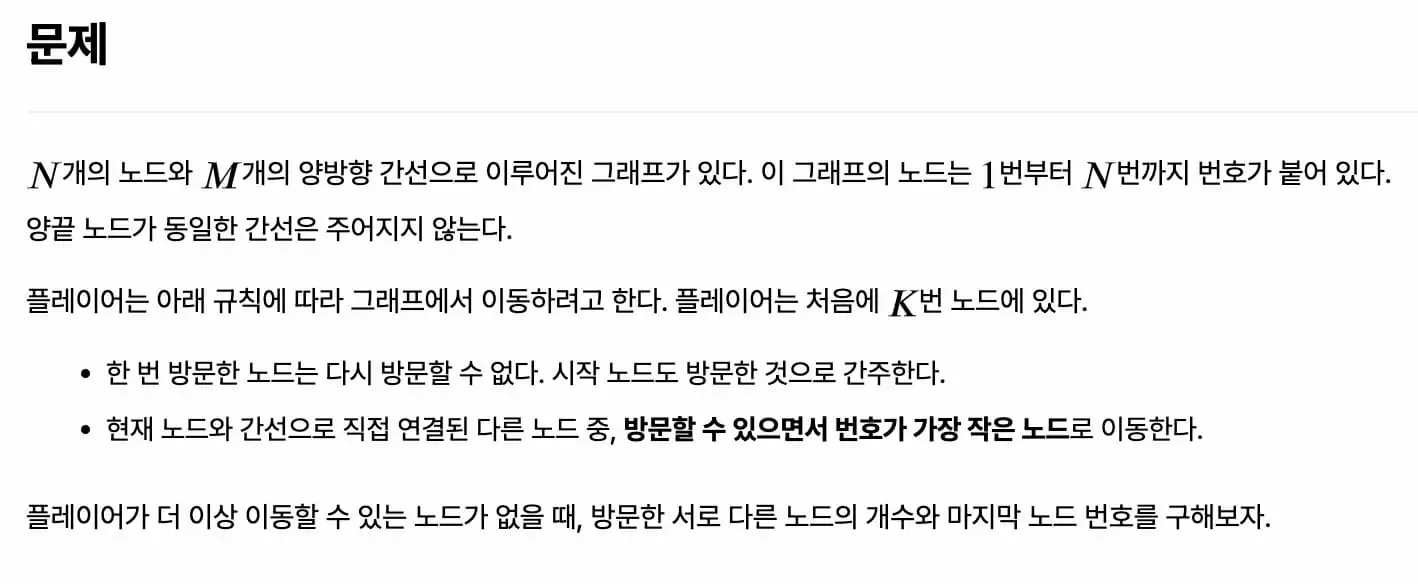 문제
N개의 노드와 M개의 양방향 간선으로 이루어진 그래프가 있다. 이 그래프의 노드는 1번부터 N번까지 번호가 붙어 있다.
양끝 노드가 동일한 간선은 주어지지 않는다.
플레이어는 아래 규칙에 따라 그래프에서 이동하려고 한다. 플레이어는 처음에 K번 노드에 있다.
• 한 번 방문한 노드는 다시 방문할 수 없다. 시작 노드도 방문한 것으로 간주한다.
• 현재 노드와 간선으로 직접 연결된 다른 노드 중, 방문할 수 있으면서 번호가 가장 작은 노드로 이동한다.
플레이어가 더 이상 이동할 수 있는 노드가 없을 때, 방문한 서로 다른 노드의 개수와 마지막 노드 번호를 구해보자.